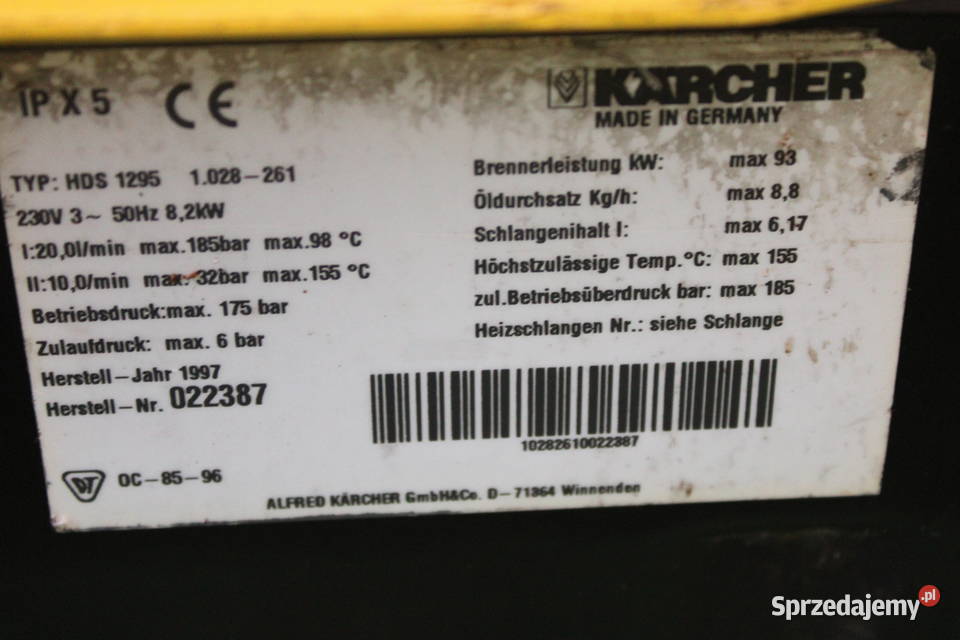 IP X 5 CE
KÄRCHER
MADE IN GERMANY
TYP: HDS 1295 1.028-261
230V 3~ 50Hz 8,2kW
I:20,0l/min max.185bar max.98 °C
II:10,0/min max.32bar max.155 °C
Betriebsdruck:max. 175 bar
Zulaufdruck: max. 6 bar
Herstell-Jahr 1997
Herstell-Nr. 022387
Brennerleistung kW: max 93
Öldurchsatz Kg/h: max 8,8
Schlangenihalt l: max 6,17
Höchstzulässige Temp.°C: max 155
zul.Betriebsüberdruck bar: max 185
Heizschlangen Nr.: siehe Schlange
10282610022387
DT OC-85-96
ALFRED KÄRCHER GmbH&Co. D-71364 Winnenden
Sprzedajemy.pl